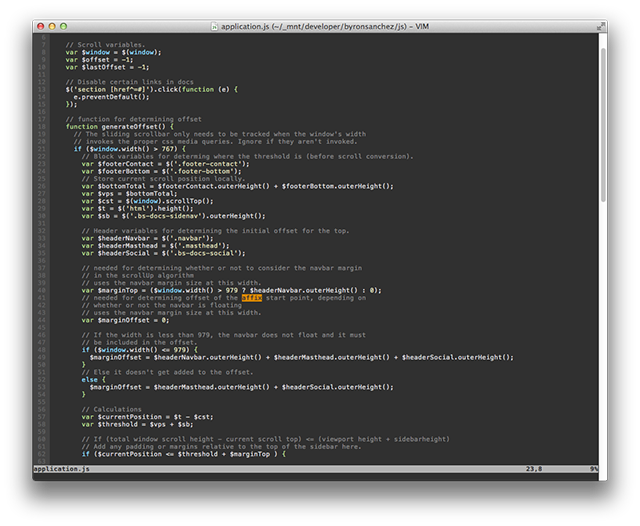 application.js (~/_mnt/developer/byronsanchez/js) – VIM
6
7 // Scroll variables.
8 var $window = $(window);
9 var $offset = -1;
10 var $lastOffset = -1;
11
12 // Disable certain links in docs
13 $('section [href^=#]').click(function (e) {
14 e.preventDefault();
15 });
16
17 // function for determining offset
18 function generateOffset() {
19 // The sliding scrollbar only needs to be tracked when the window's width
20 // invokes the proper css media queries. Ignore if they aren't invoked.
21 if ($window.width() > 767) {
22 // Block variables for determing where the threshold is (before scroll conversion).
23 var $footerContact = $('.footer-contact');
24 var $footerBottom = $('.footer-bottom');
25 // Store current scroll position locally.
26 var $bottomTotal = $footerContact.outerHeight() + $footerBottom.outerHeight();
27 var $vps = $bottomTotal;
28 var $cst = $(window).scrollTop();
29 var $t = $('html').height();
30 var $sb = $('.bs-docs-sidenav').outerHeight();
31
32 // Header variables for determining the initial offset for the top.
33 var $headerNavbar = $('.navbar');
34 var $headerMasthead = $('.masthead');
35 var $headerSocial = $('.bs-docs-social');
36
37 // needed for determining whether or not to consider the navbar margin
38 // in the scrollUp algorithm
39 // uses the navbar margin size at this width.
40 var $marginTop = ($window.width() > 979 ? $headerNavbar.outerHeight() : 0);
41 // needed for determining offset of the affix start point, depending on
42 // whether or not the navbar is floating
43 // uses the navbar margin size at this width.
44 var $marginOffset = 0;
45
46 // If the width is less than 979, the navbar does not float and it must
47 // be included in the offset.
48 if ($window.width() <= 979) {
49 $marginOffset = $headerNavbar.outerHeight() + $headerMasthead.outerHeight() + $headerSocial.outerHeight();
50 }
51 // Else it doesn't get added to the offset.
52 else {
53 $marginOffset = $headerMasthead.outerHeight() + $headerSocial.outerHeight();
54 }
55
56 // Calculations
57 var $currentPosition = $t - $cst;
58 var $threshold = $vps + $sb;
59
60 // If (total window scroll height - current scroll top) <= (viewport height + sidebarheight)
61 // Add any padding or margins relative to the top of the sidebar here.
62 if ($currentPosition <= $threshold + $marginTop ) {
63
application.js 23,8 9%